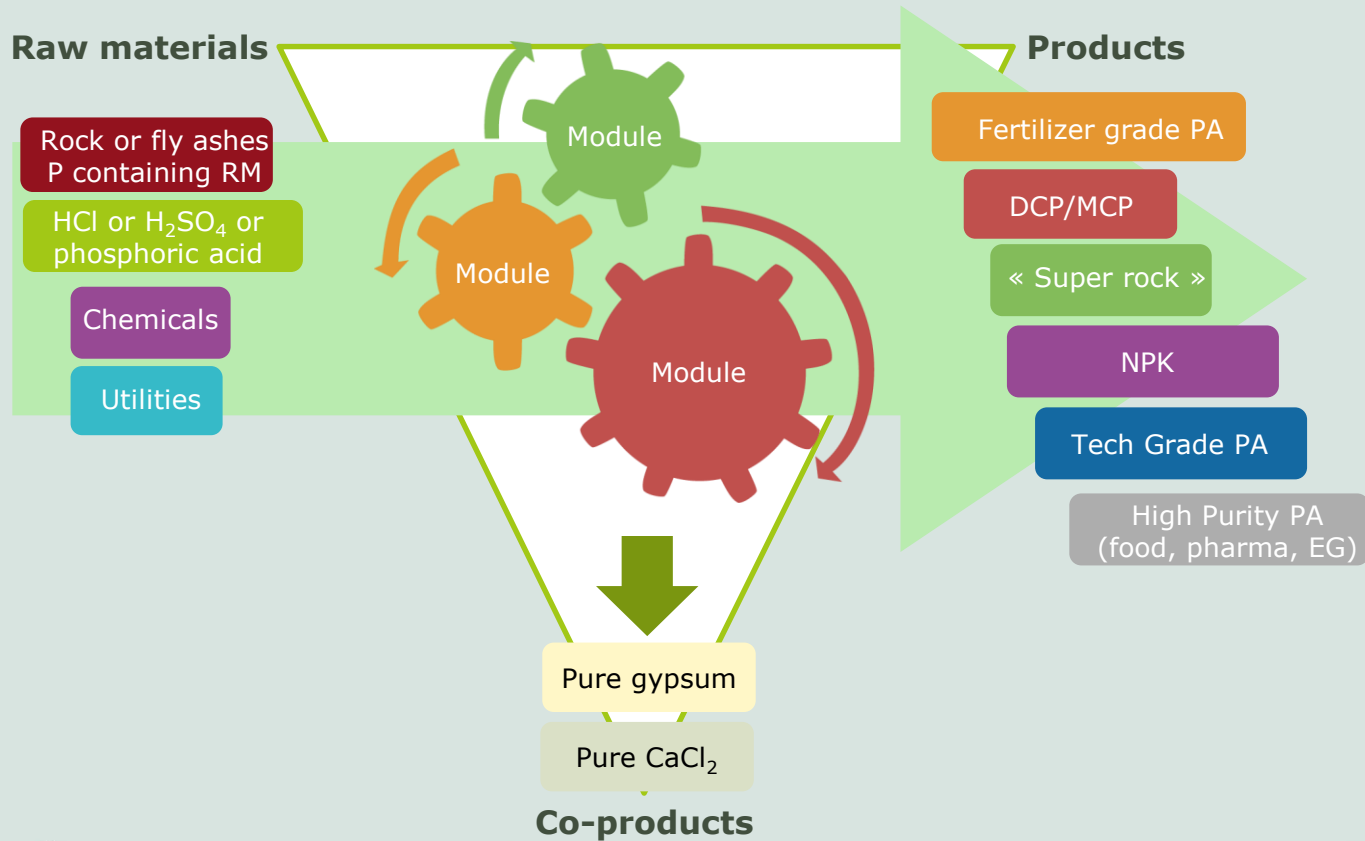 Raw materials
Rock or fly ashes
P containing RM
HCl or H₂SO₄ or
phosphoric acid
Chemicals
Utilities
Module
Module
Module
Products
Fertilizer grade PA
DCP/MCP
« Super rock »
NPK
Tech Grade PA
High Purity PA
(food, pharma, EG)
Pure gypsum
Pure CaCl₂
Co-products